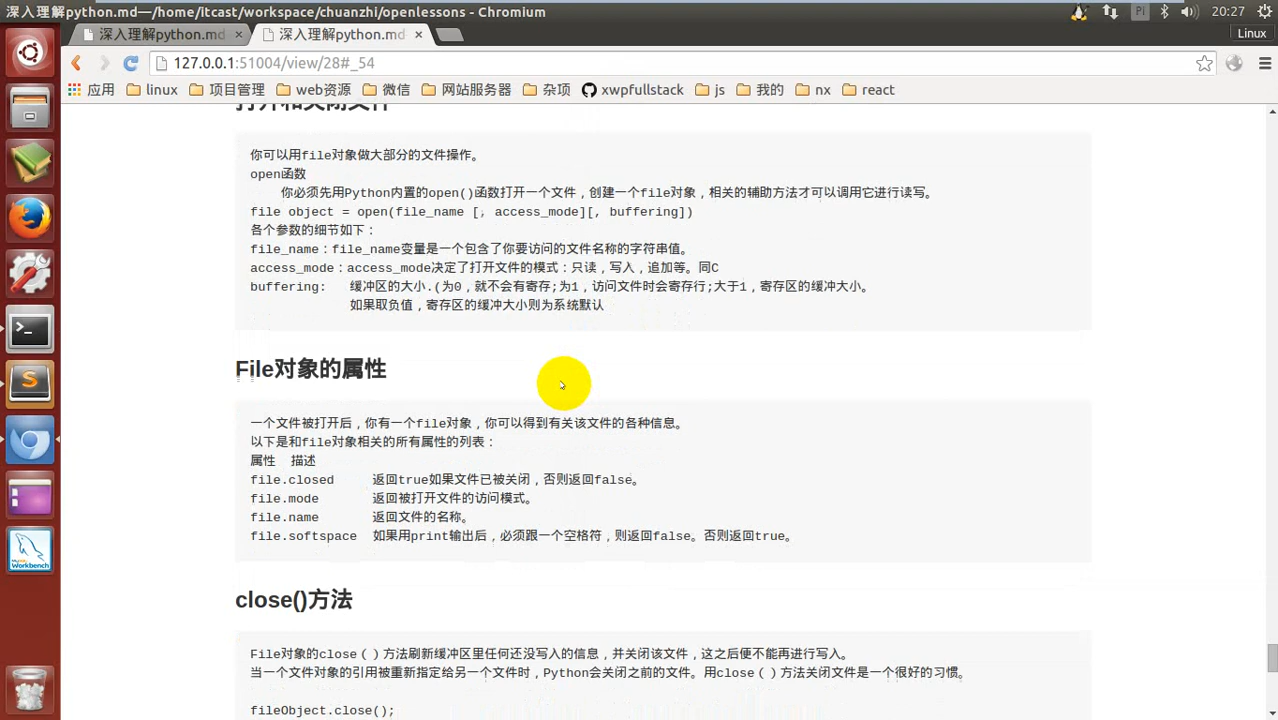 深入理解python.md—/home/itcast/workspace/chuanzhi/openlessons - Chromium
Pi
20:27
深入理解python.md ×
深入理解python.md ×
Linux
127.0.0.1:51004/view/28#_54
应用 linux 项目管理 web资源 微信 网站服务器 杂项 xwpfullstack js 我的 nx react
打开和关闭文件
你可以用file对象做大部分的文件操作。
open函数
你必须先用Python内置的open()函数打开一个文件，创建一个file对象，相关的辅助方法才可以调用它进行读写。
file object = open(file_name [, access_mode][, buffering])
各个参数的细节如下：
file_name：file_name变量是一个包含了你要访问的文件名称的字符串值。
access_mode：access_mode决定了打开文件的模式：只读，写入，追加等。同C
buffering: 缓冲区的大小.(为0，就不会有寄存;为1，访问文件时会寄存行;大于1，寄存区的缓冲大小。
如果取负值，寄存区的缓冲大小则为系统默认
File对象的属性
一个文件被打开后，你有一个file对象，你可以得到有关该文件的各种信息。
以下是和file对象相关的所有属性的列表：
属性 描述
file.closed 返回true如果文件已被关闭，否则返回false。
file.mode 返回被打开文件的访问模式。
file.name 返回文件的名称。
file.softspace 如果用print输出后，必须跟一个空格符，则返回false。否则返回true。
close()方法
File对象的close（）方法刷新缓冲区里任何还没写入的信息，并关闭该文件，这之后便不能再进行写入。
当一个文件对象的引用被重新指定给另一个文件时，Python会关闭之前的文件。用close（）方法关闭文件是一个很好的习惯。
fileObject.close();
S
Workbench